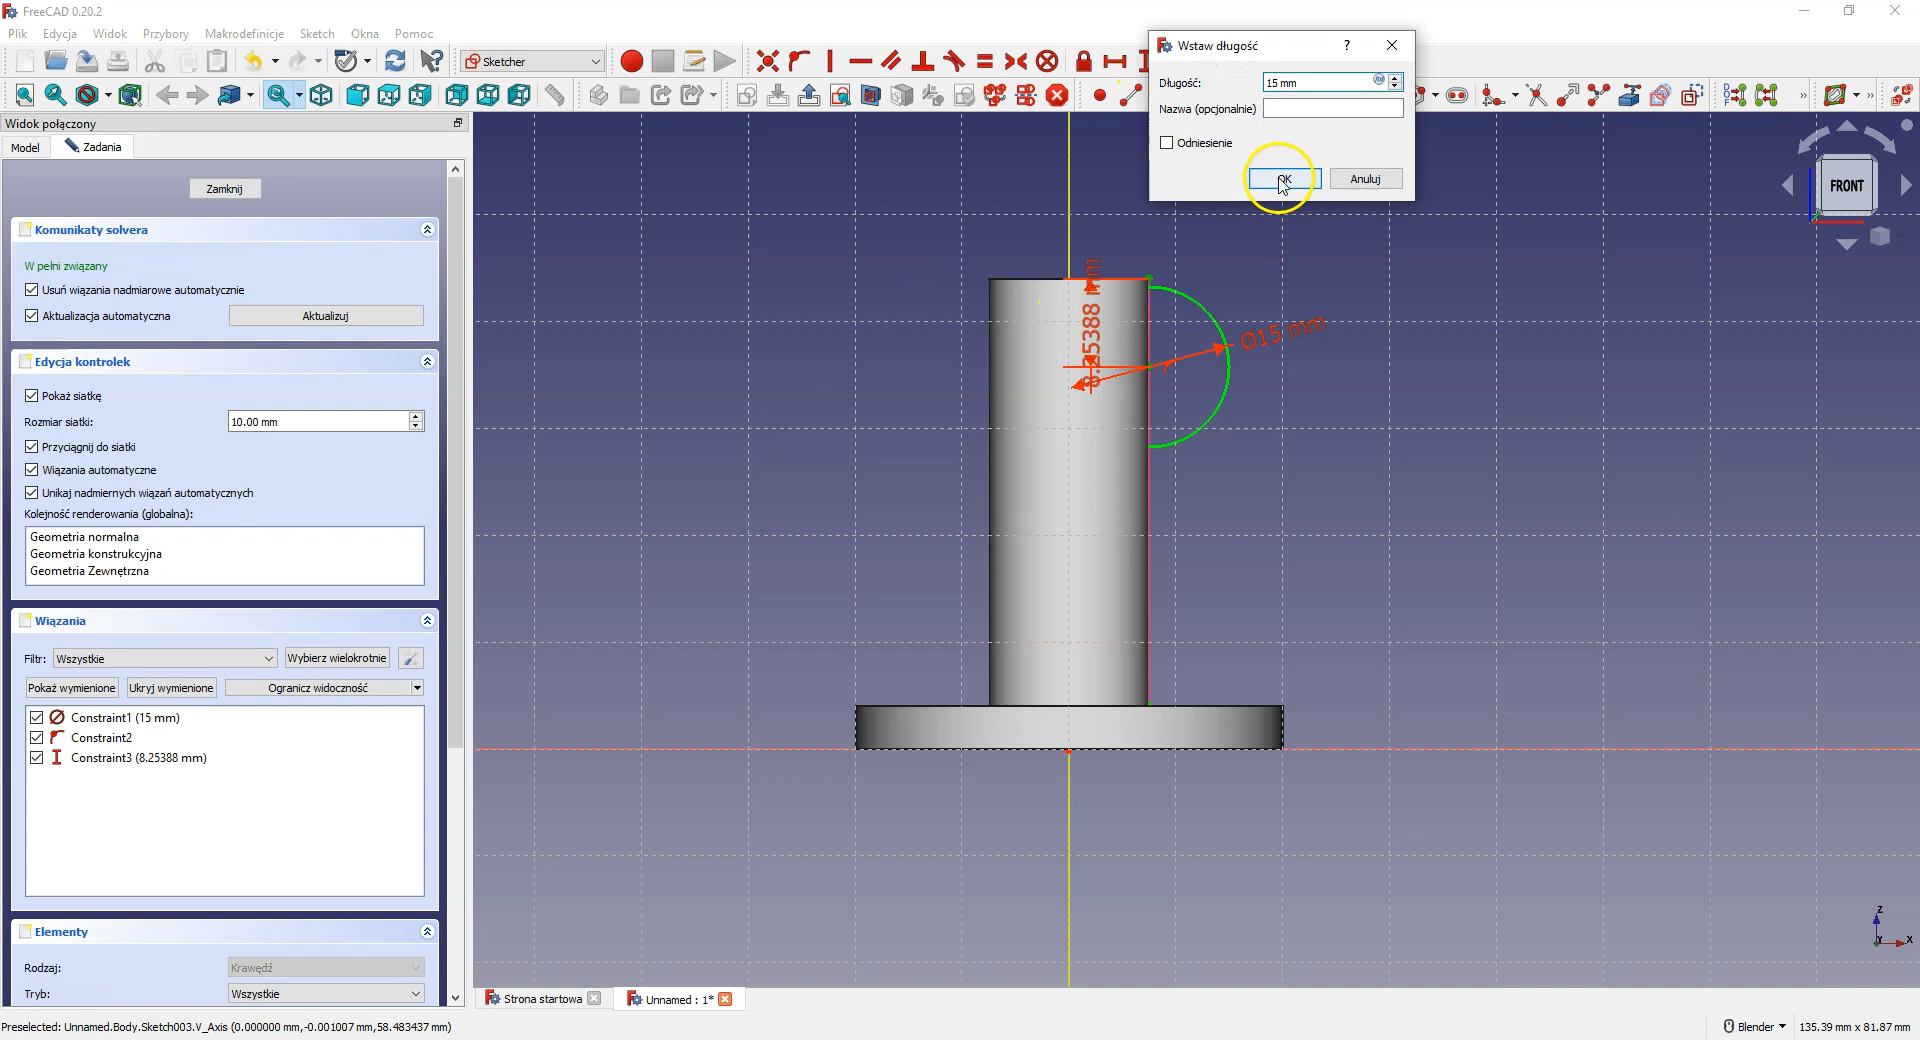 FreeCAD 0.20.2
Plik Edycja Widok Przybory Makrodefinicje Sketch Okna Pomoc
Sketcher
Widok połączony
Model Zadania
Zamknij
Komunikaty solvera
W pełni związany
Usuń wiązania nadmiarowe automatycznie
Aktualizacja automatyczna Aktualizuj
Edycja kontrolek
Pokaż siatkę
Rozmiar siatki: 10.00 mm
Przyciągnij do siatki
Wiązania automatyczne
Unikaj nadmiernych wiązań automatycznych
Kolejność renderowania (globalna):
Geometria normalna
Geometria konstrukcyjna
Geometria Zewnętrzna
Wiązania
Filtr: Wszystkie Wybierz wielokrotnie
Pokaż wymienione Ukryj wymienione Ogranicz widoczność
Constraint1 (15 mm)
Constraint2
Constraint3 (8.25388 mm)
Elementy
Rodzaj: Krawędź
Tryb: Wszystkie
Wstaw długość
Długość: 15 mm
Nazwa (opcjonalnie)
Odniesienie
OK Anuluj
FRONT
8.25388 mm
Ø15 mm
Z
Y X
Strona startowa Unnamed : 1*
Preselected: Unnamed.Body.Sketch003.V_Axis (0.000000 mm,-0.001007 mm,58.483437 mm)
Blender 135.39 mm x 81.87 mm